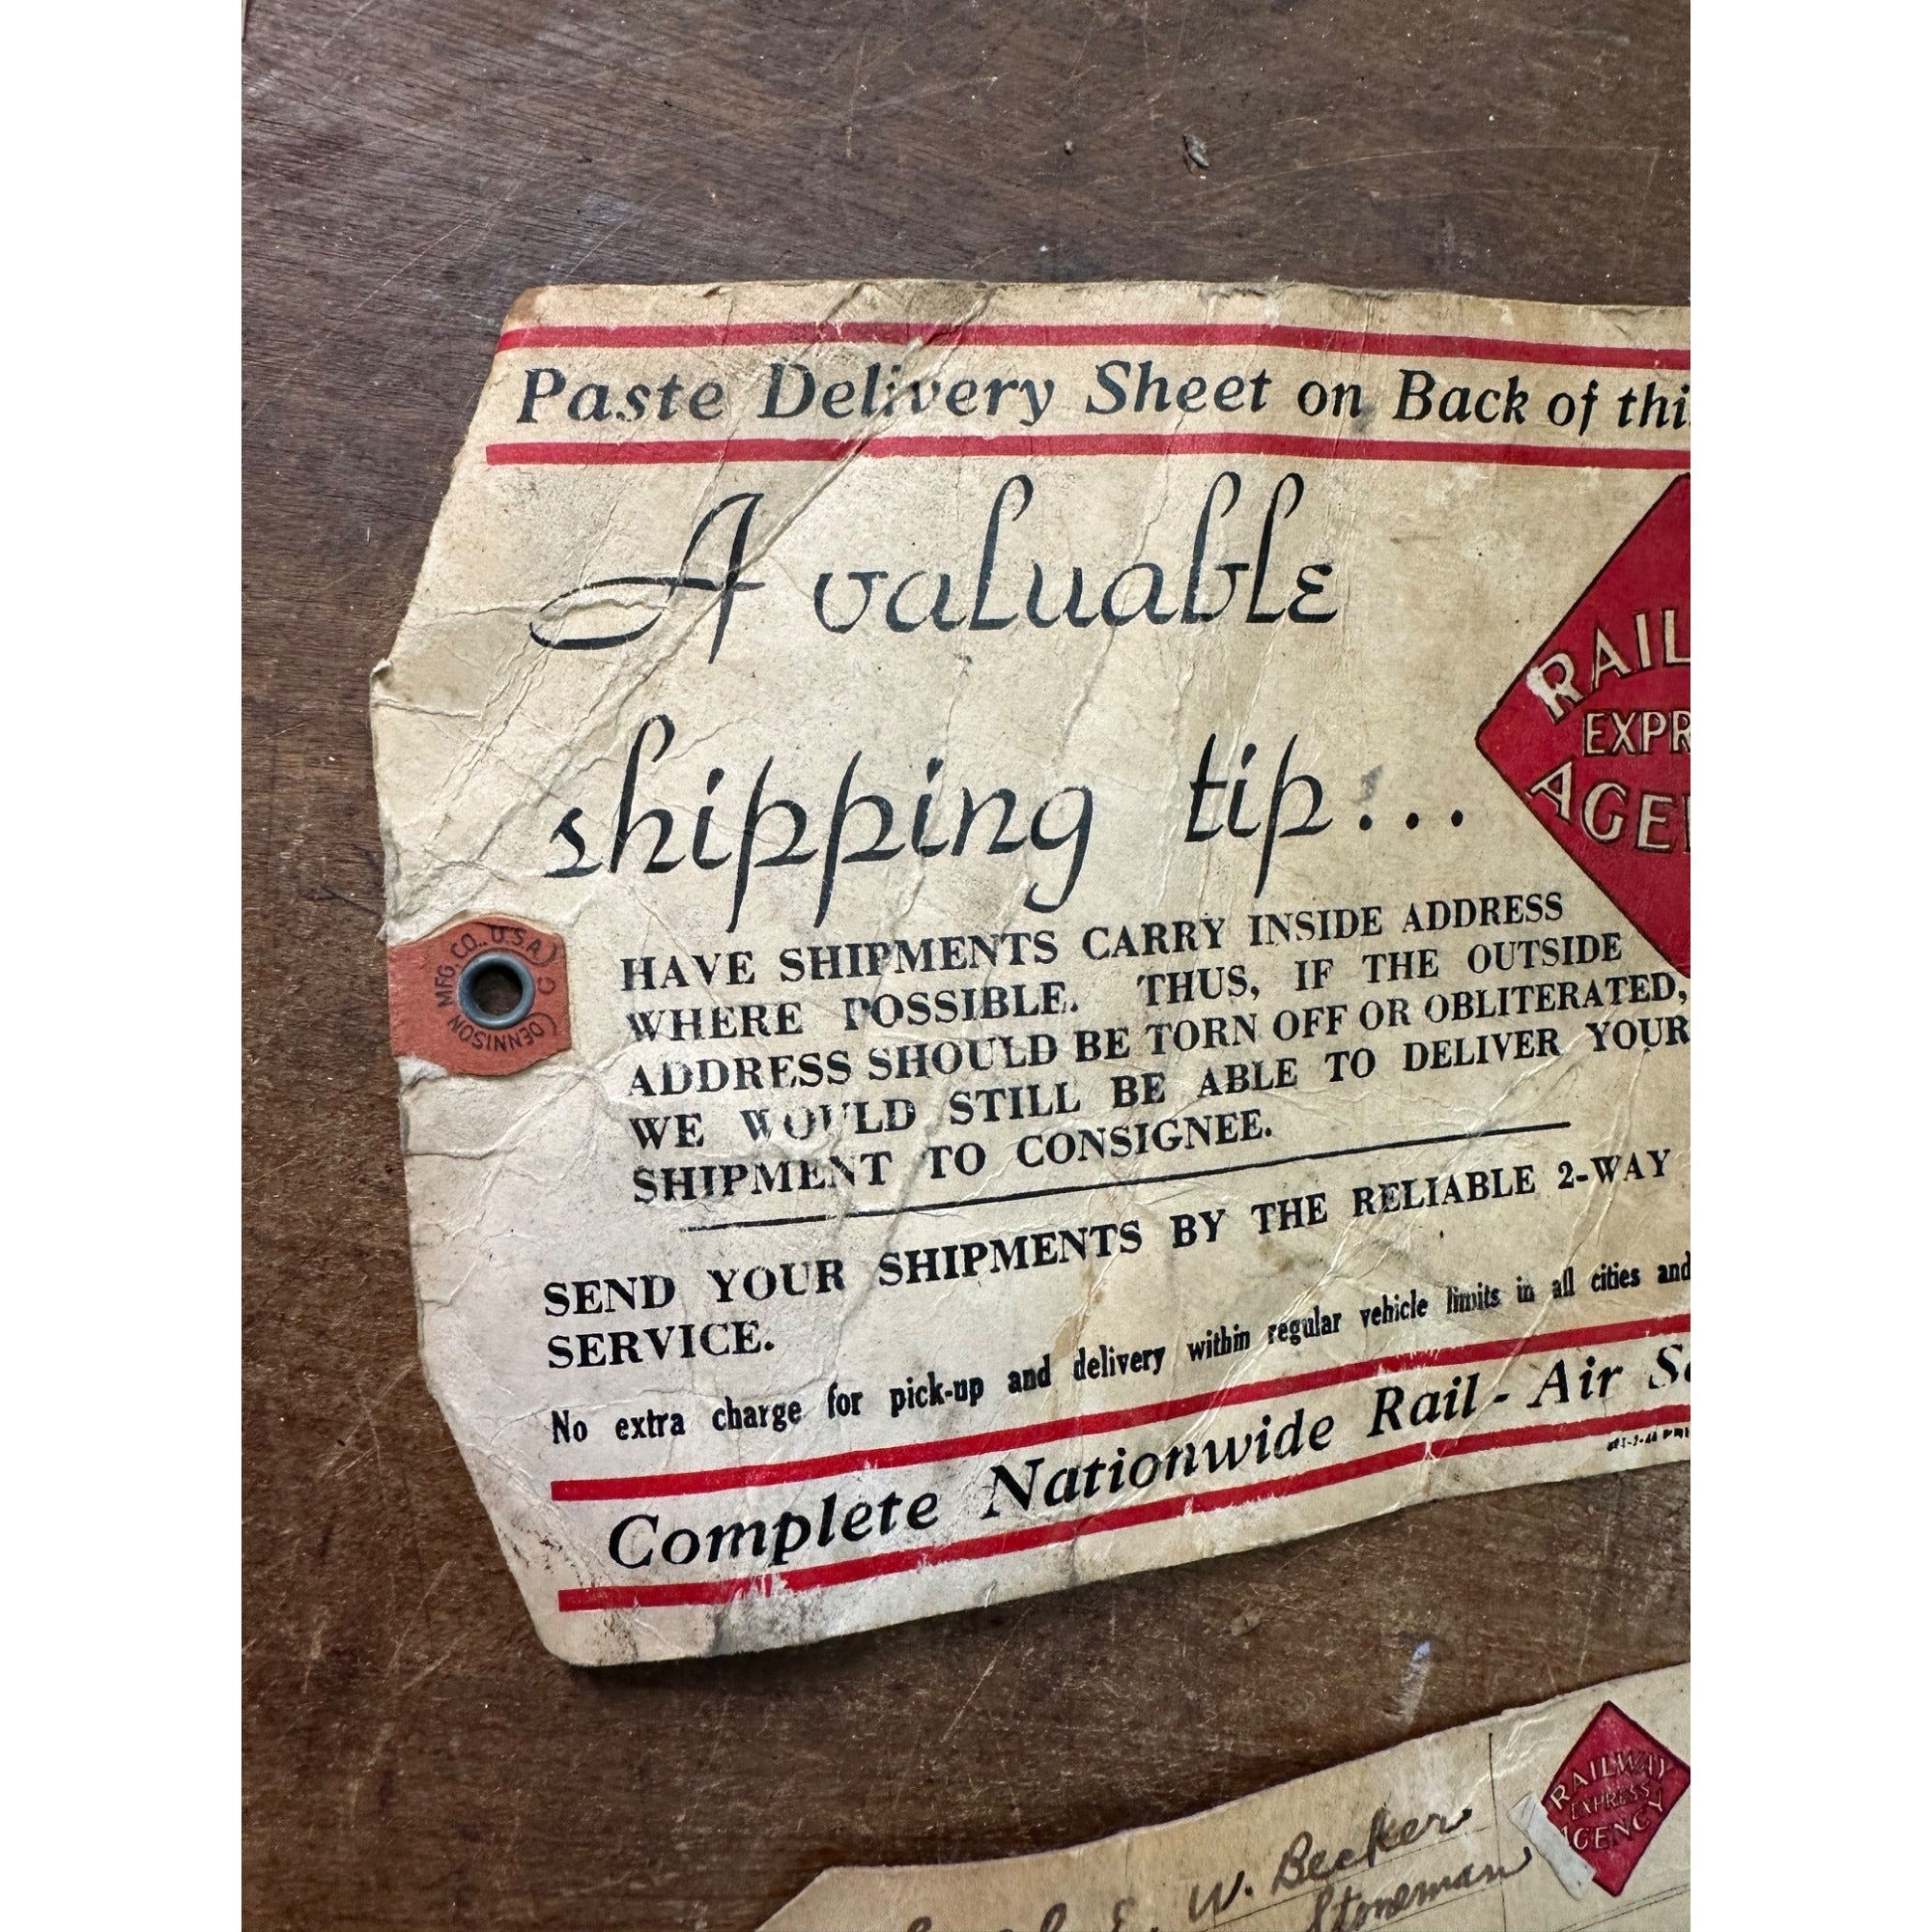 Paste Delivery Sheet on Back of thi
A valuable
shipping tip...
RAIL
EXPR
AGE
HAVE SHIPMENTS CARRY INSIDE ADDRESS
WHERE POSSIBLE. THUS, IF THE OUTSIDE
ADDRESS SHOULD BE TORN OFF OR OBLITERATED,
WE WOULD STILL BE ABLE TO DELIVER YOUR
SHIPMENT TO CONSIGNEE.
(DENNISON MFG CO., U.S.A.)
SEND YOUR SHIPMENTS BY THE RELIABLE 2-WAY
SERVICE.
No extra charge for pick-up and delivery within regular vehicle limits in all cities and
Complete Nationwide Rail-Air Se
RAILWAY
EXPRESS
AGENCY
W. Becker
Stoneman